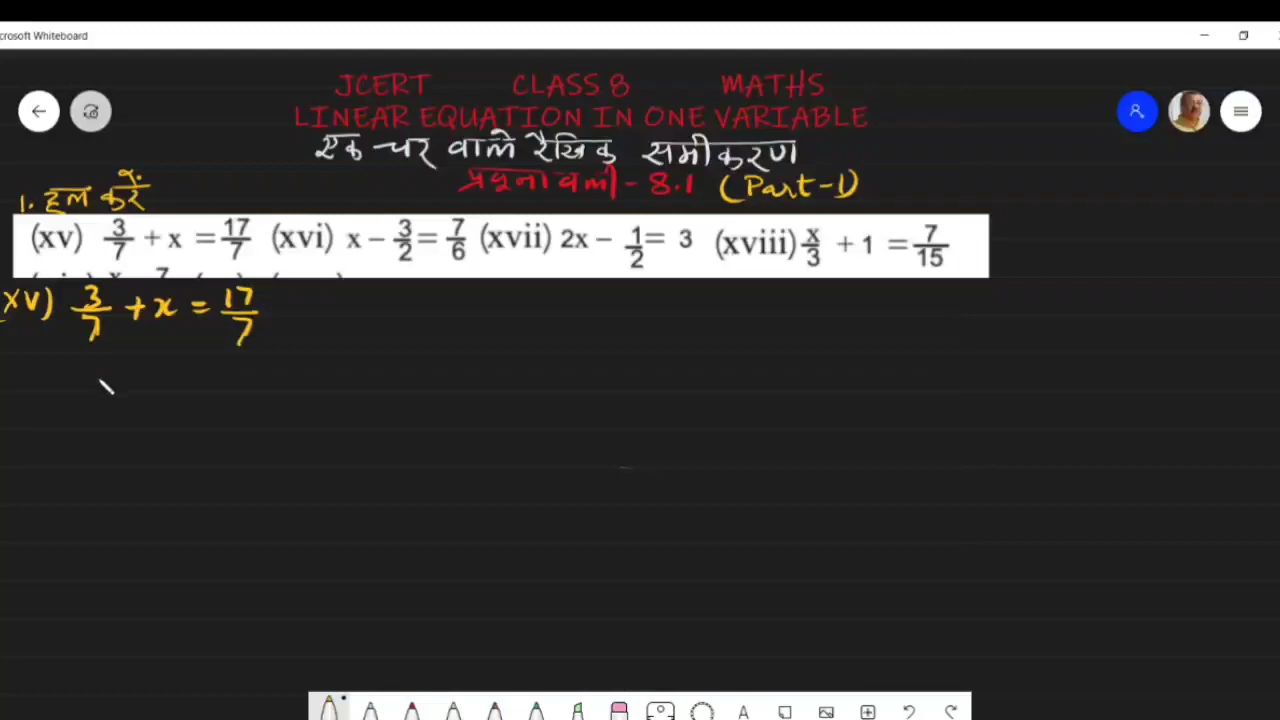 crosoft Whiteboard
JCERT CLASS 8 MATHS
LINEAR EQUATION IN ONE VARIABLE
एक चर वाले रैखिक समीकरण
प्रश्नावली - 8.1 (Part-1)
1. हल करें
(xv) 3/7 + x = 17/7 (xvi) x - 3/2 = 7/6 (xvii) 2x - 1/2 = 3 (xviii) x/3 + 1 = 7/15
(xv) 3/7 + x = 17/7